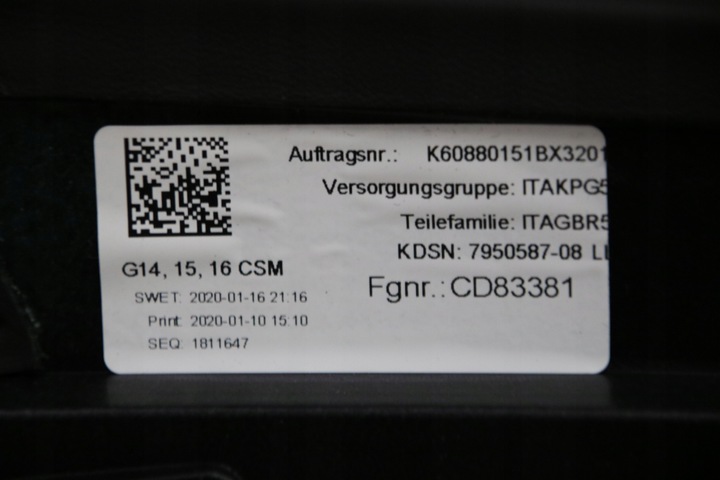 Auftragsnr.: K60880151BX3201
Versorgungsgruppe: ITAKPG5
Teilefamilie: ITAGBR5
KDSN: 7950587-08 LI
G14, 15, 16 CSM
Fgnr.: CD83381
SWET: 2020-01-16 21:16
Print: 2020-01-10 15:10
SEQ: 1811647